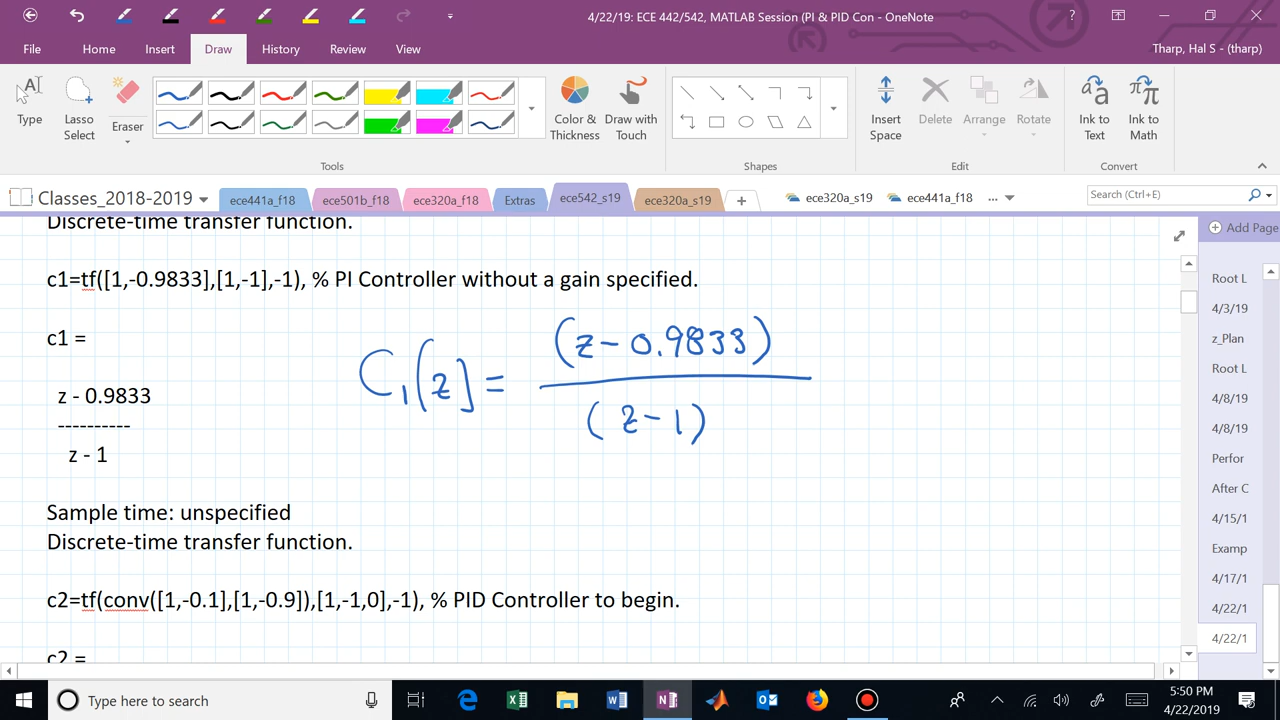 4/22/19: ECE 442/542, MATLAB Session (PI & PID Con - OneNote
File Home Insert Draw History Review View
Tharp, Hal S - (tharp)
Type
Lasso Select
Eraser
Color & Thickness
Draw with Touch
Insert Space
Delete
Arrange
Rotate
Ink to Text
Ink to Math
Tools
Shapes
Edit
Convert
Classes_2018-2019
ece441a_f18
ece501b_f18
ece320a_f18
Extras
ece542_s19
ece320a_s19
ece320a_s19
ece441a_f18
...
Search (Ctrl+E)
Add Page
Discrete-time transfer function.
c1=tf([1,-0.9833],[1,-1],-1), % PI Controller without a gain specified.
c1 =
z - 0.9833
----------
z - 1
C₁(z) = (z - 0.9833)
(z - 1)
Sample time: unspecified
Discrete-time transfer function.
c2=tf(conv([1,-0.1],[1,-0.9]),[1,-1,0],-1), % PID Controller to begin.
c2 =
Root L
4/3/19
z_Plan
Root L
4/8/19
4/8/19
Perfor
After C
4/15/1
Examp
4/17/1
4/22/1
4/22/1
Type here to search
5:50 PM
4/22/2019